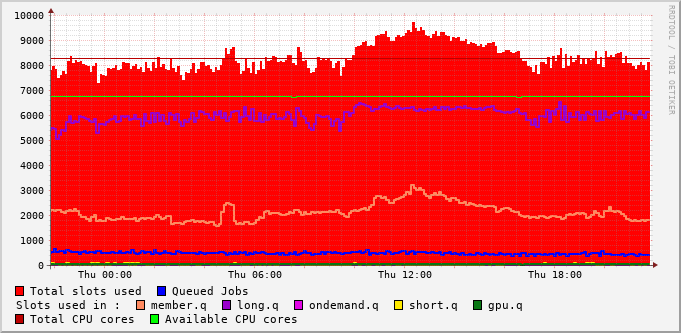 10000
9000
8000
7000
6000
5000
4000
3000
2000
1000
0
Thu 00:00 Thu 06:00 Thu 12:00 Thu 18:00
RRDTOOL / TOBI OETIKER
Total slots used Queued Jobs
Slots used in : member.q long.q ondemand.q short.q gpu.q
Total CPU cores Available CPU cores